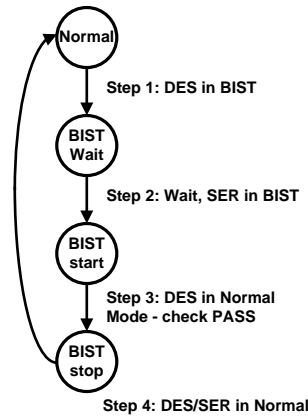 Normal
Step 1: DES in BIST
BIST
Wait
Step 2: Wait, SER in BIST
BIST
start
Step 3: DES in Normal
Mode - check PASS
BIST
stop
Step 4: DES/SER in Normal